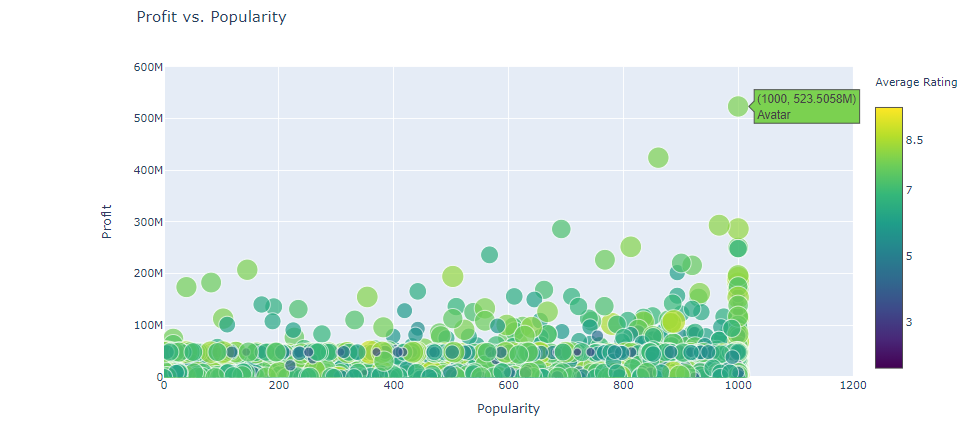 Profit vs. Popularity
Average Rating
600M
500M
400M
300M
200M
100M
0
Profit
(1000, 523.5058M)
Avatar
8.5
7
5
3
0
200
400
600
800
1000
1200
Popularity